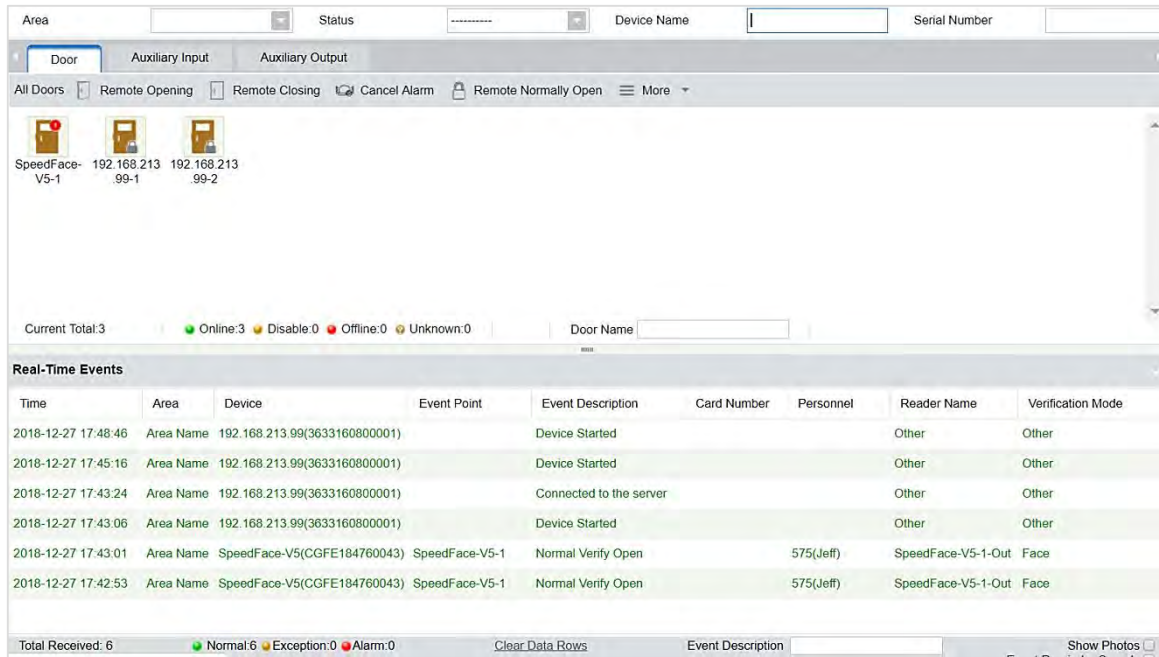 Area Status ---------- Device Name Serial Number
Door Auxiliary Input Auxiliary Output
All Doors Remote Opening Remote Closing Cancel Alarm Remote Normally Open More
SpeedFace-V5-1 192.168.213.99-1 192.168.213.99-2
Current Total:3 Online:3 Disable:0 Offline:0 Unknown:0 Door Name
Real-Time Events
Time Area Device Event Point Event Description Card Number Personnel Reader Name Verification Mode
2018-12-27 17:48:46 Area Name 192.168.213.99(3633160800001) Device Started Other Other
2018-12-27 17:45:16 Area Name 192.168.213.99(3633160800001) Device Started Other Other
2018-12-27 17:43:24 Area Name 192.168.213.99(3633160800001) Connected to the server Other Other
2018-12-27 17:43:06 Area Name 192.168.213.99(3633160800001) Device Started Other Other
2018-12-27 17:43:01 Area Name SpeedFace-V5(CGFE184760043) SpeedFace-V5-1 Normal Verify Open 575(Jeff) SpeedFace-V5-1-Out Face
2018-12-27 17:42:53 Area Name SpeedFace-V5(CGFE184760043) SpeedFace-V5-1 Normal Verify Open 575(Jeff) SpeedFace-V5-1-Out Face
Total Received: 6 Normal:6 Exception:0 Alarm:0 Clear Data Rows Event Description Show Photos